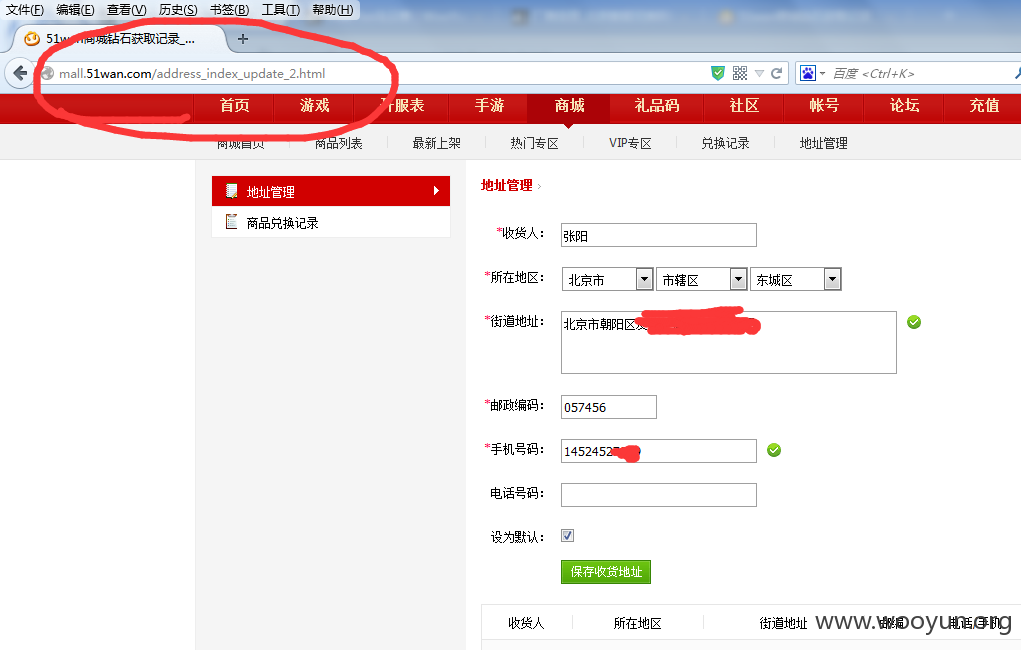 文件(F) 编辑(E) 查看(V) 历史(S) 书签(B) 工具(T) 帮助(H)
51wan商城钻石获取记录_...
mall.51wan.com/address_index_update_2.html 百度 <Ctrl+K>
首页 游戏 开服表 手游 商城 礼品码 社区 帐号 论坛 充值
商城首页 商品列表 最新上架 热门专区 VIP专区 兑换记录 地址管理
地址管理
商品兑换记录
地址管理
*收货人: 张阳
*所在地区: 北京市 市辖区 东城区
*街道地址: 北京市朝阳区
*邮政编码: 057456
*手机号码: 1452452
电话号码:
设为默认:
保存收货地址
收货人 所在地区 街道地址 邮编 电话/手机
www.wooyun.org